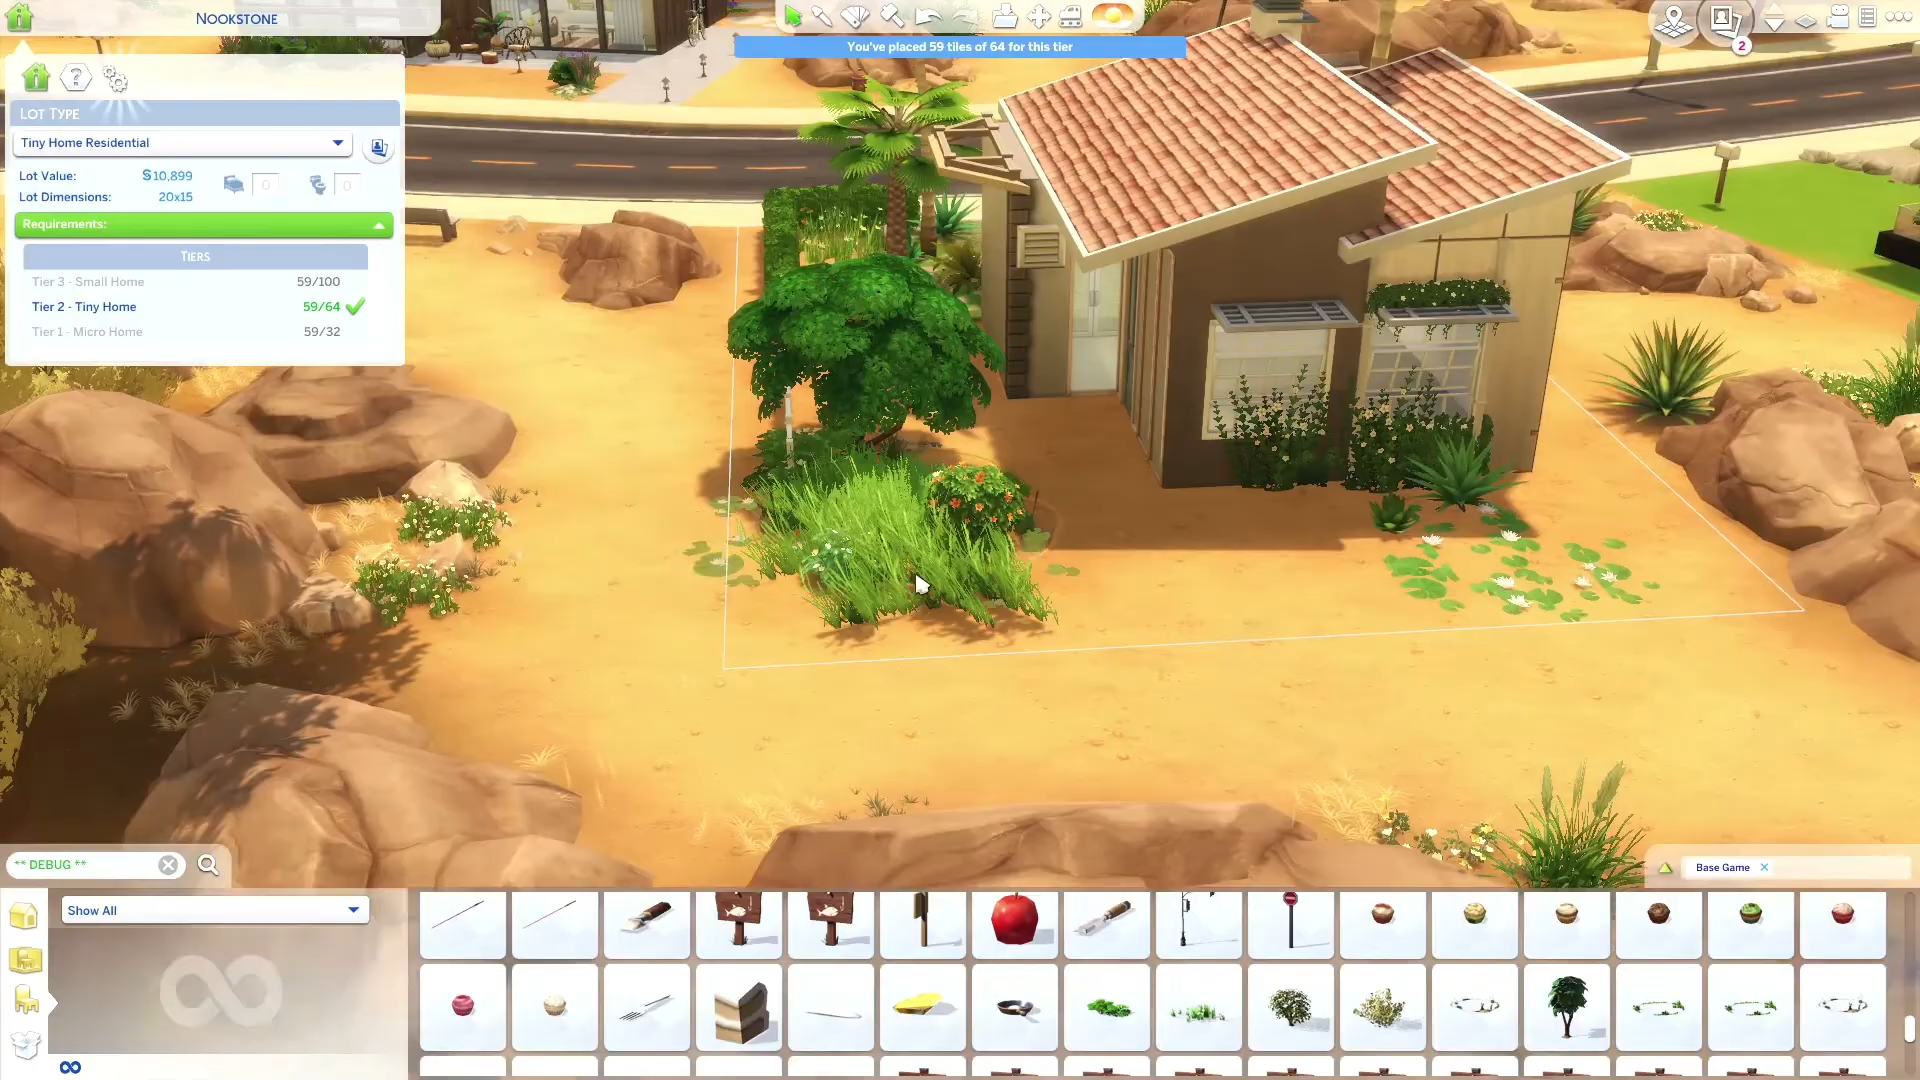 NOOKSTONE
You've placed 59 tiles of 64 for this tier
2
LOT TYPE
Tiny Home Residential
Lot Value: $10,899 0 0
Lot Dimensions: 20x15
Requirements:
TIERS
Tier 3 - Small Home 59/100
Tier 2 - Tiny Home 59/64
Tier 1 - Micro Home 59/32
** DEBUG **
Base Game
Show All